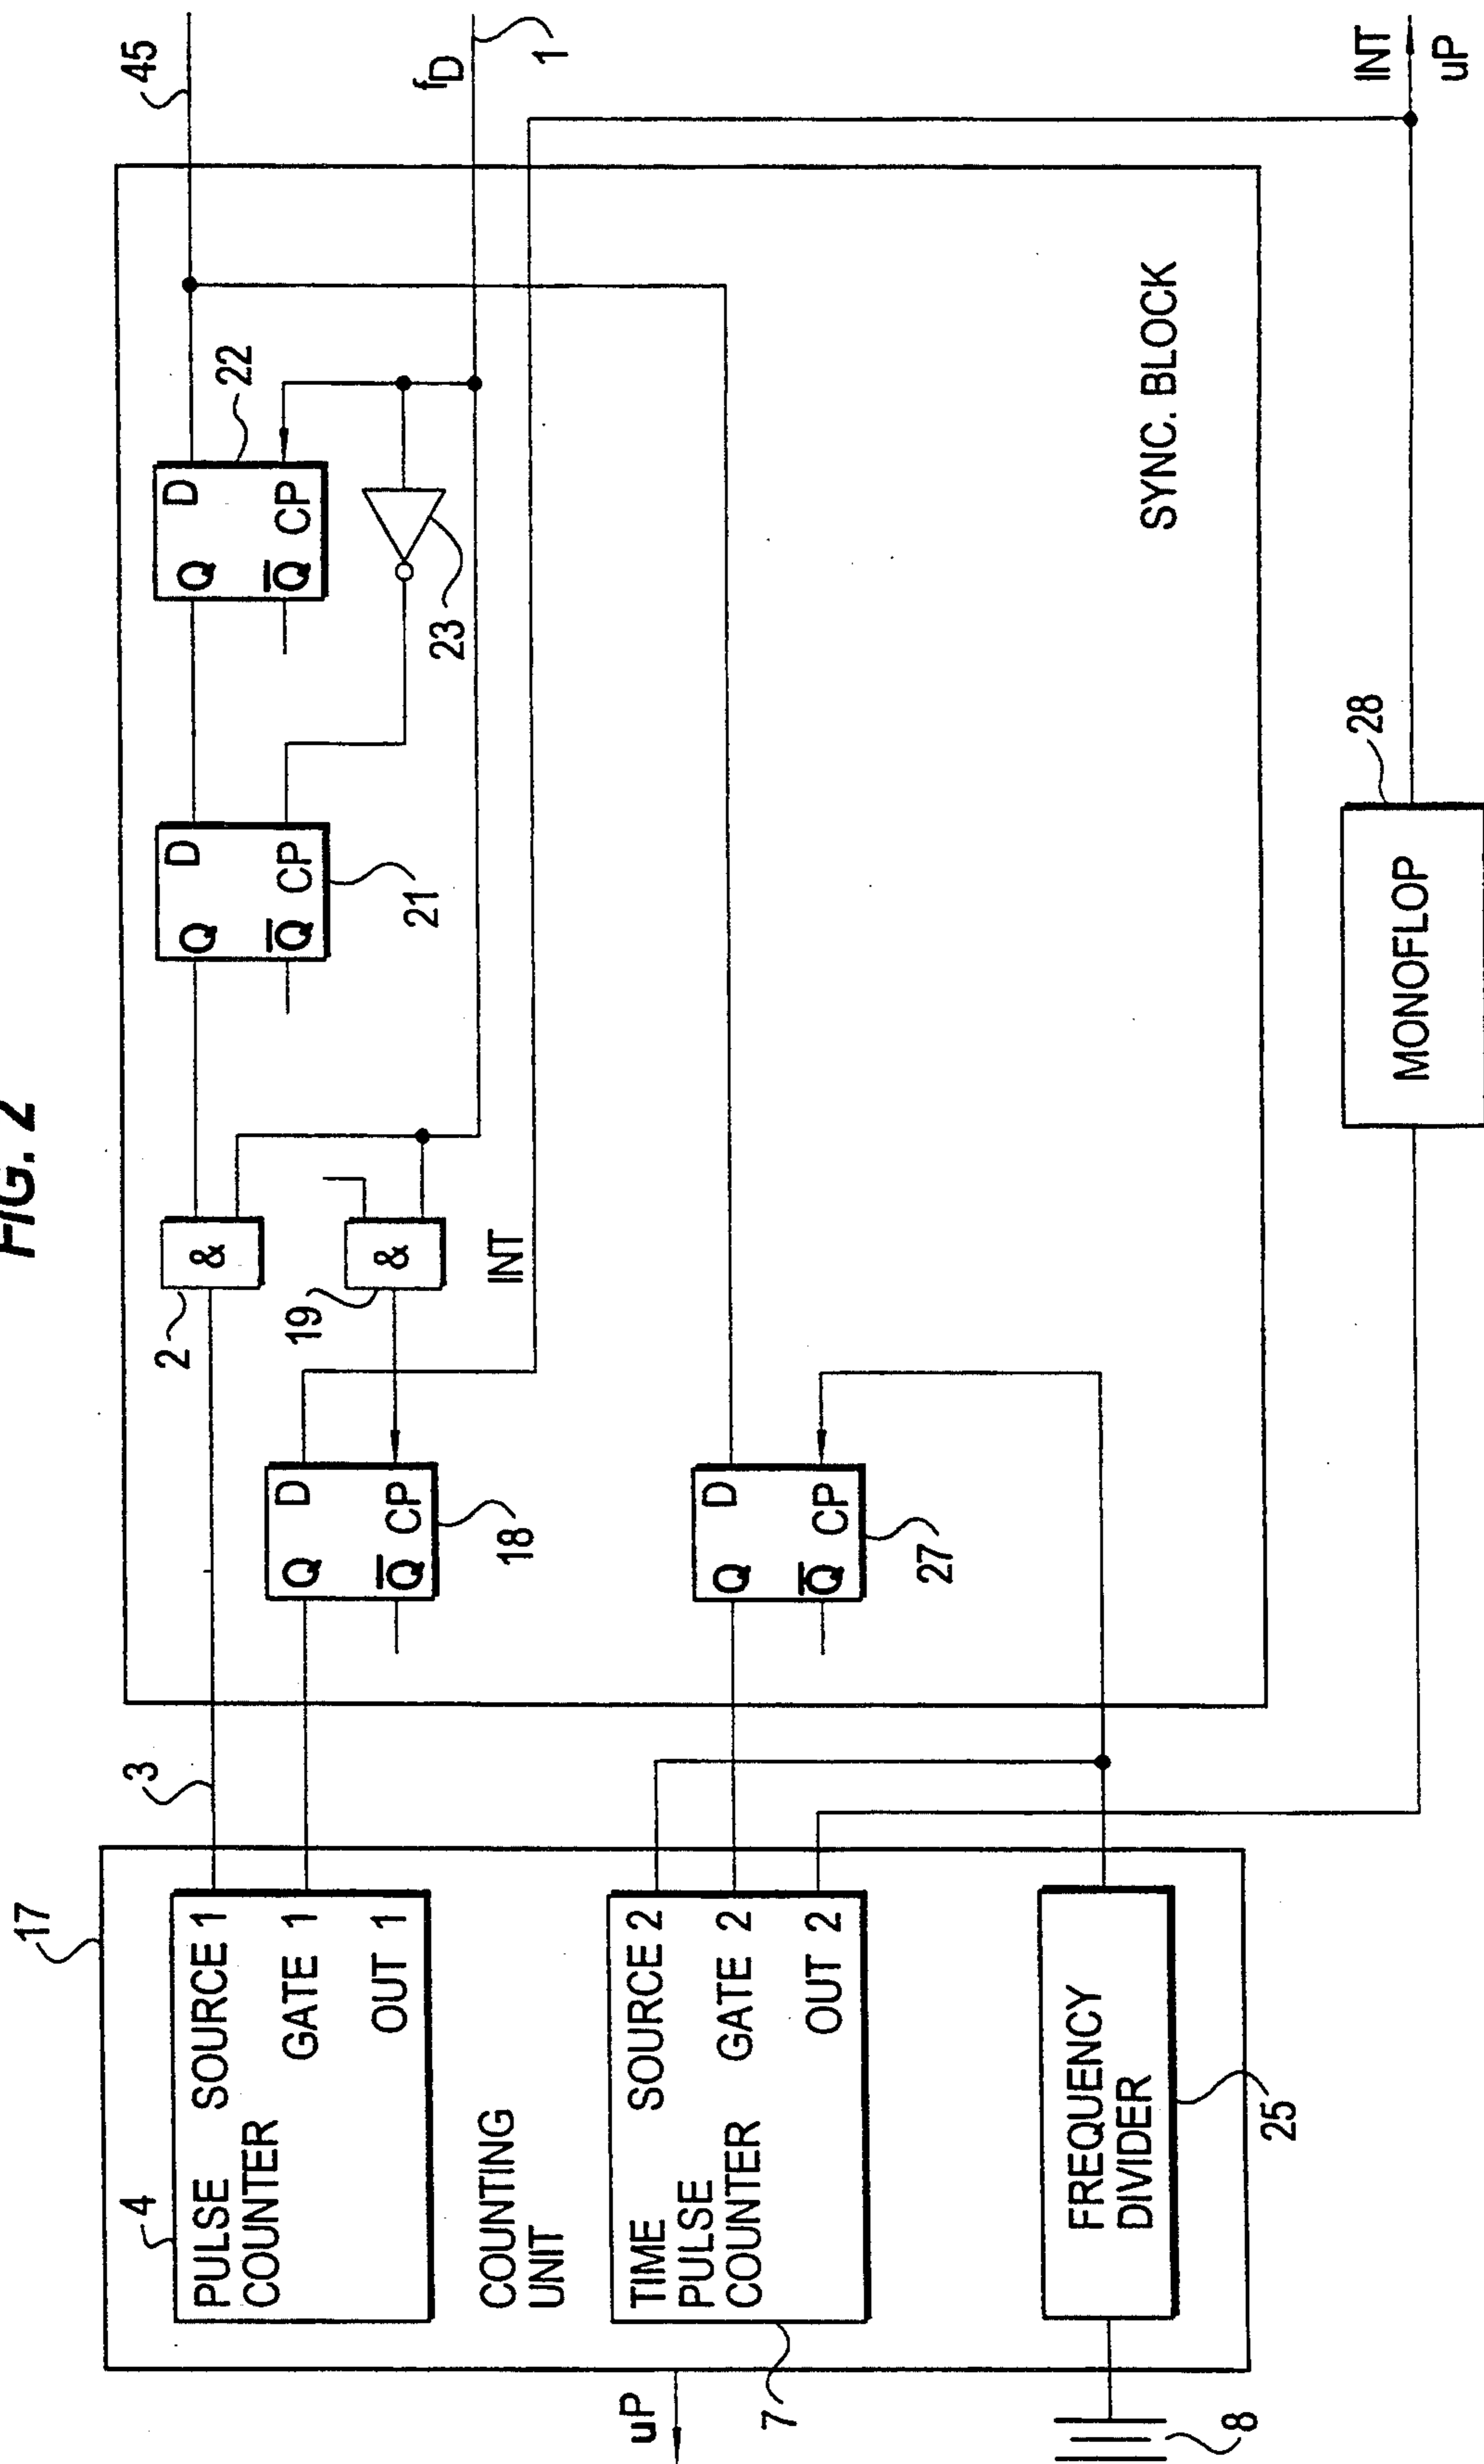 FIG. 2
17
4
PULSE
COUNTER
SOURCE 1
GATE 1
OUT 1
3
COUNTING
UNIT
TIME
PULSE
COUNTER
SOURCE 2
GATE 2
OUT 2
7
uP
FREQUENCY
DIVIDER
25
8
2
&
19
&
INT
Q
D
Q
CP
18
Q
D
Q
CP
27
Q
D
Q
CP
21
Q
D
Q
CP
22
23
45
fD
1
SYNC. BLOCK
MONOFLOP
28
INT
uP